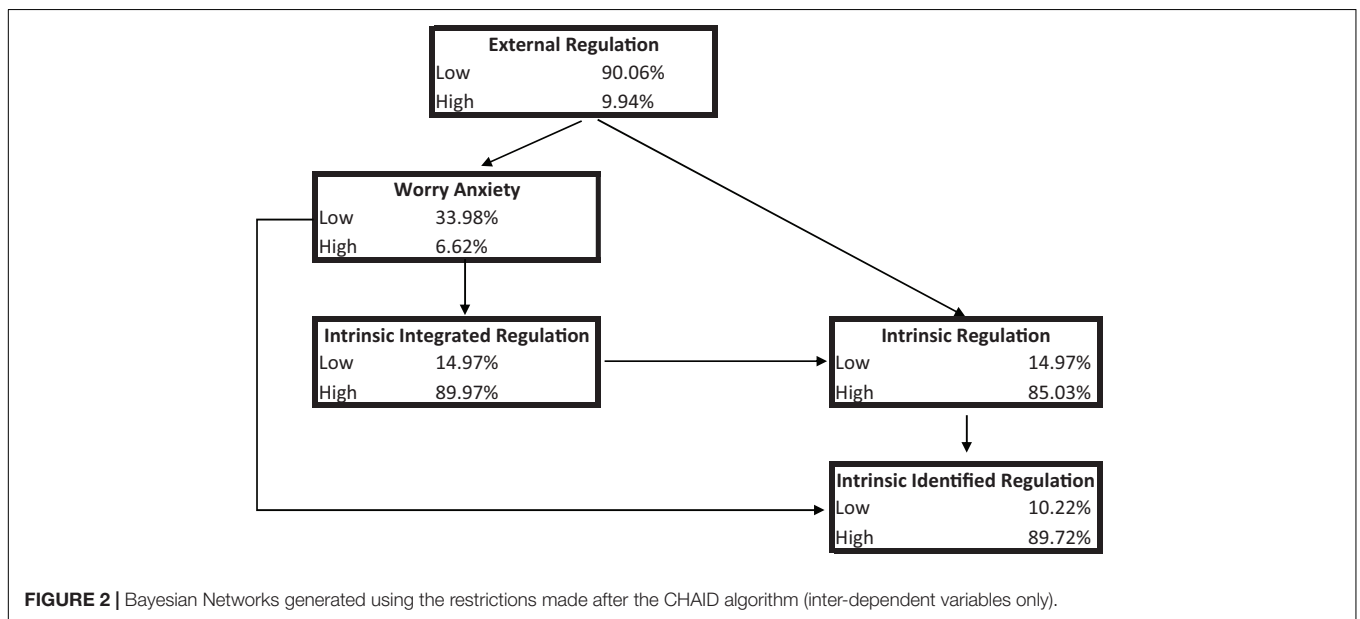 External Regulation
Low 90.06%
High 9.94%
Worry Anxiety
Low 33.98%
High 6.62%
Intrinsic Integrated Regulation
Low 14.97%
High 89.97%
Intrinsic Regulation
Low 14.97%
High 85.03%
Intrinsic Identified Regulation
Low 10.22%
High 89.72%
FIGURE 2 | Bayesian Networks generated using the restrictions made after the CHAID algorithm (inter-dependent variables only).